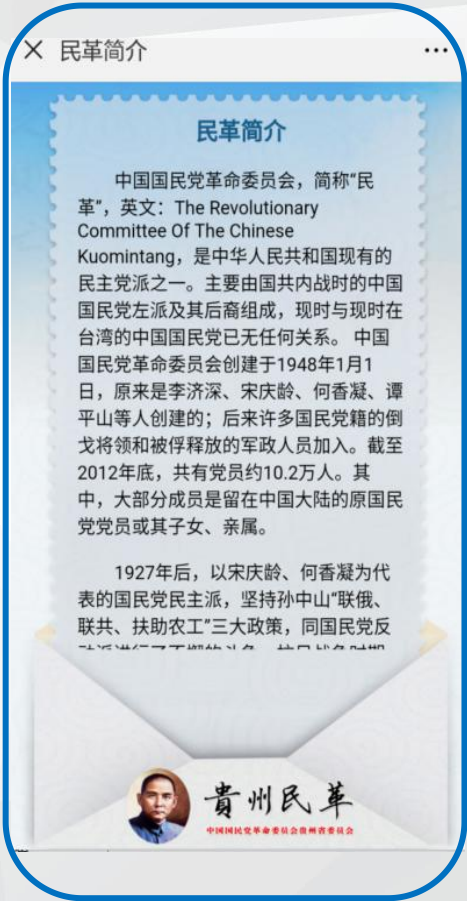 民革简介
民革简介
中国国民党革命委员会，简称“民
革”，英文：The Revolutionary
Committee Of The Chinese
Kuomintang，是中华人民共和国现有的
民主党派之一。主要由国共内战时的中国
国民党左派及其后裔组成，现时与现时在
台湾的中国国民党已无任何关系。 中国
国民党革命委员会创建于1948年1月1
日，原来是李济深、宋庆龄、何香凝、谭
平山等人创建的；后来许多国民党籍的倒
戈将领和被俘释放的军政人员加入。截至
2012年底，共有党员约10.2万人。其
中，大部分成员是留在中国大陆的原国民
党党员或其子女、亲属。
1927年后，以宋庆龄、何香凝为代
表的国民党民主派，坚持孙中山“联俄、
联共、扶助农工”三大政策，同国民党反
貴州民革
中国国民党革命委员会贵州省委员会